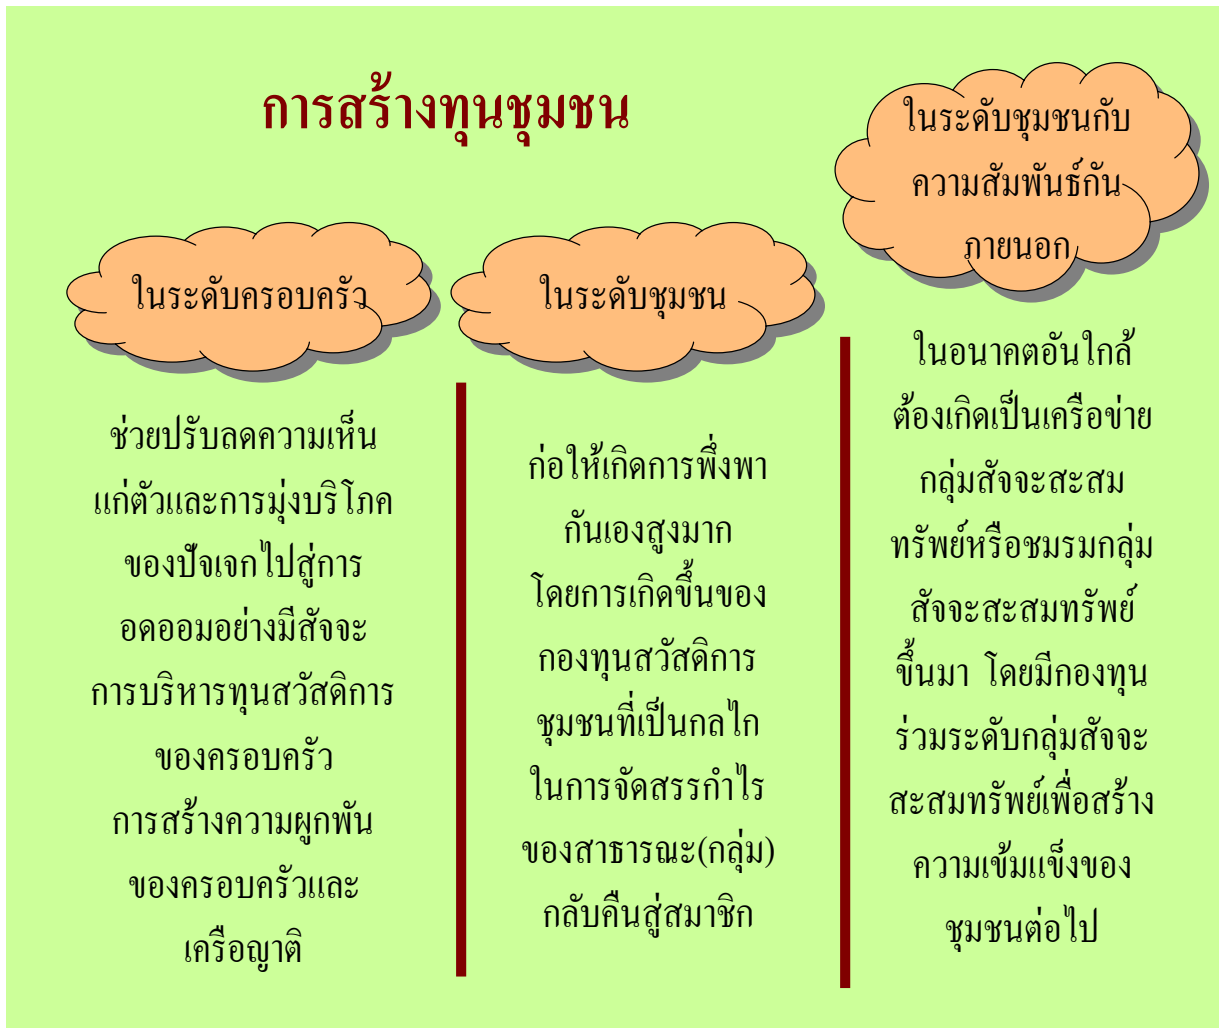 การสร้างทุนชุมชน
ในระดับครอบครัว
ช่วยปรับลดความเห็น
แก่ตัวและการมุ่งบริโภค
ของปัจเจกไปสู่การ
อดออมอย่างมีสัจจะ
การบริหารทุนสวัสดิการ
ของครอบครัว
การสร้างความผูกพัน
ของครอบครัวและ
เครือญาติ
ในระดับชุมชน
ก่อให้เกิดการพึ่งพา
กันเองสูงมาก
โดยการเกิดขึ้นของ
กองทุนสวัสดิการ
ชุมชนที่เป็นกลไก
ในการจัดสรรกำไร
ของสาธารณะ(กลุ่ม)
กลับคืนสู่สมาชิก
ในระดับชุมชนกับ
ความสัมพันธ์กัน
ภายนอก
ในอนาคตอันใกล้
ต้องเกิดเป็นเครือข่าย
กลุ่มสัจจะสะสม
ทรัพย์หรือชมรมกลุ่ม
สัจจะสะสมทรัพย์
ขึ้นมา โดยมีกองทุน
ร่วมระดับกลุ่มสัจจะ
สะสมทรัพย์เพื่อสร้าง
ความเข้มแข็งของ
ชุมชนต่อไป